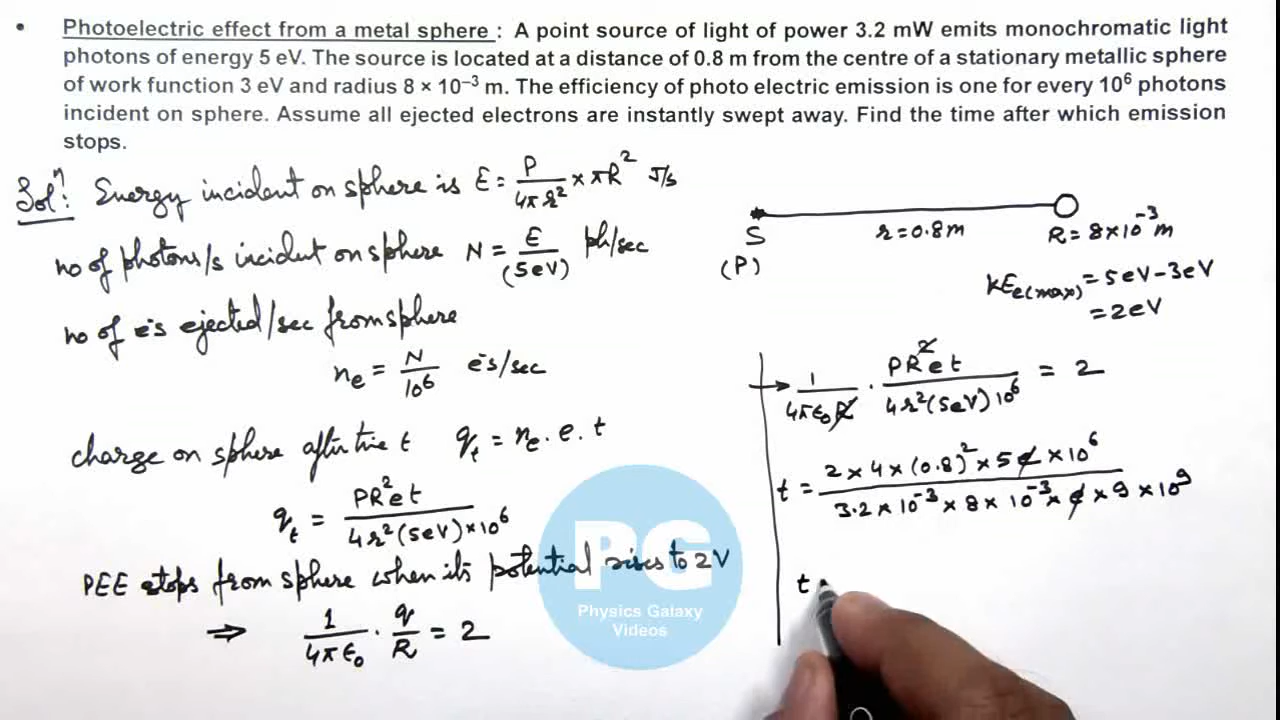 • Photoelectric effect from a metal sphere : A point source of light of power 3.2 mW emits monochromatic light
photons of energy 5 eV. The source is located at a distance of 0.8 m from the centre of a stationary metallic sphere
of work function 3 eV and radius 8 × 10⁻³ m. The efficiency of photo electric emission is one for every 10⁶ photons
incident on sphere. Assume all ejected electrons are instantly swept away. Find the time after which emission
stops.
Solⁿ: Energy incident on sphere is E = P/4πr² × πR² J/s
no of photons/s incident on sphere N = E/(5eV) ph/sec
no of e⁻s ejected/sec from sphere
nₑ = N/10⁶ e⁻s/sec
charge on sphere after time t qₜ = nₑ . e . t
qₜ = PR²et/4r²(5eV)×10⁶
PEE stops from sphere when its potential rises to 2V
⇒ 1/4πϵ₀ . q/R = 2
S
(P)
r = 0.8m
R = 8×10⁻³m
KEe(max) = 5eV − 3eV
= 2eV
→ 1/4πϵ₀R . PR²et/4r²(5eV)10⁶ = 2
t = 2 × 4 × (0.8)² × 5e × 10⁶/3.2 × 10⁻³ × 8 × 10⁻³ × e × 9 × 10⁹
t
PG
Physics Galaxy
Videos